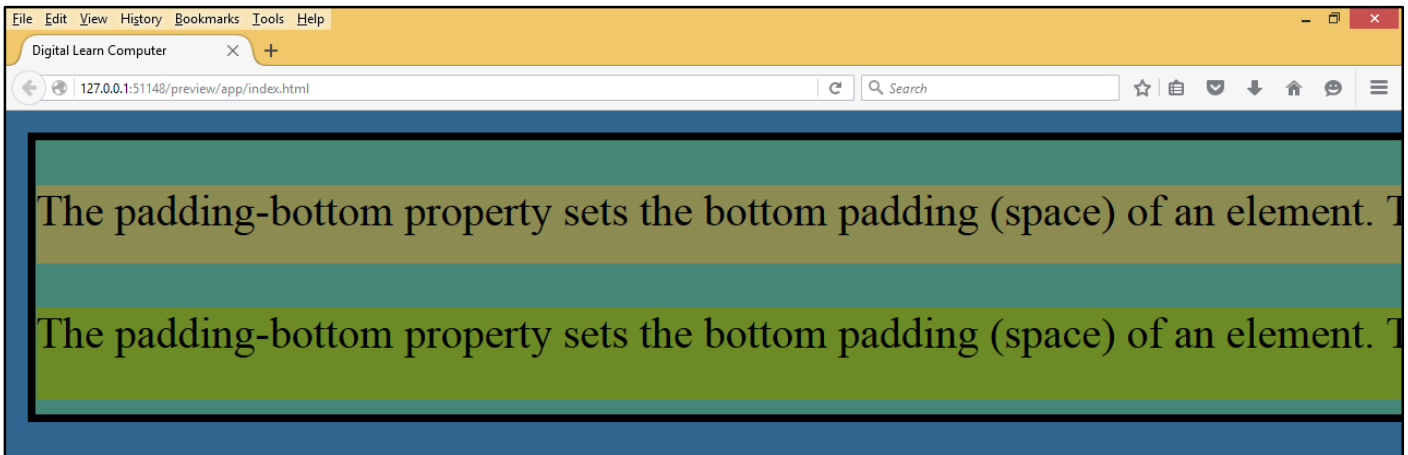 File Edit View History Bookmarks Tools Help
Digital Learn Computer
127.0.0.1:51148/preview/app/index.html Search
The padding-bottom property sets the bottom padding (space) of an element. T
The padding-bottom property sets the bottom padding (space) of an element. T